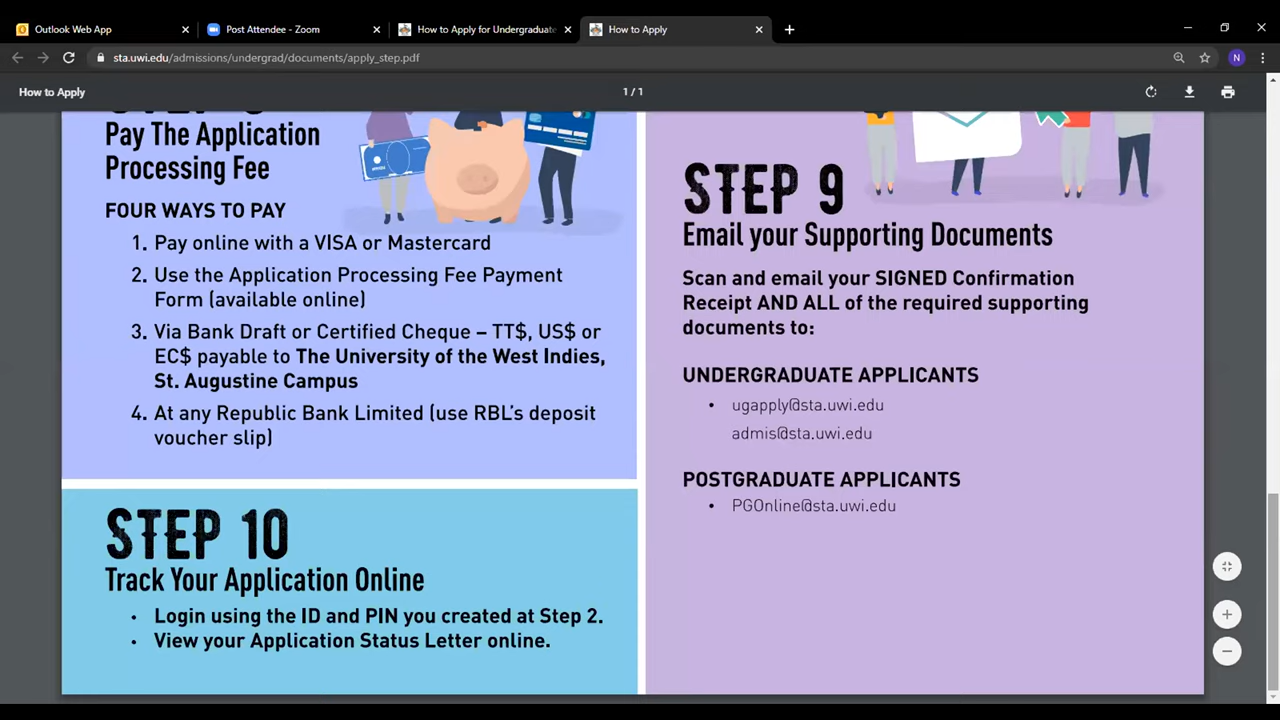 Outlook Web App
Post Attendee - Zoom
How to Apply for Undergraduate
How to Apply
sta.uwi.edu/admissions/undergrad/documents/apply_step.pdf
N
How to Apply
1 / 1
Pay The Application
Processing Fee
FOUR WAYS TO PAY
1. Pay online with a VISA or Mastercard
2. Use the Application Processing Fee Payment
Form (available online)
3. Via Bank Draft or Certified Cheque – TT$, US$ or
EC$ payable to The University of the West Indies,
St. Augustine Campus
4. At any Republic Bank Limited (use RBL's deposit
voucher slip)
STEP 10
Track Your Application Online
• Login using the ID and PIN you created at Step 2.
• View your Application Status Letter online.
STEP 9
Email your Supporting Documents
Scan and email your SIGNED Confirmation
Receipt AND ALL of the required supporting
documents to:
UNDERGRADUATE APPLICANTS
• ugapply@sta.uwi.edu
admis@sta.uwi.edu
POSTGRADUATE APPLICANTS
• PGOnline@sta.uwi.edu